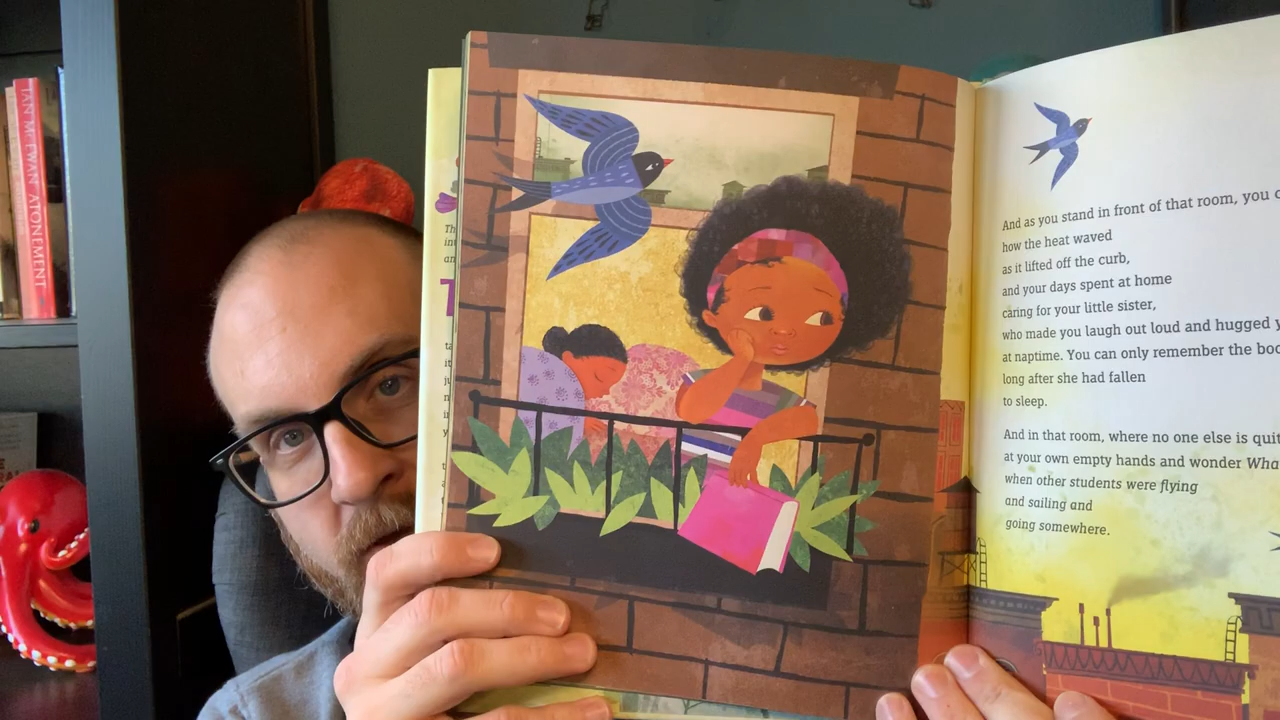 IAN McEWAN ATONEMENT
Th
in
an
T
And as you stand in front of that room, you
how the heat waved
as it lifted off the curb,
and your days spent at home
caring for your little sister,
who made you laugh out loud and hugged
at naptime. You can only remember the
long after she had fallen
to sleep.
And in that room, where no one else is
at your own empty hands and wonder
when other students were flying
and sailing and
going somewhere.